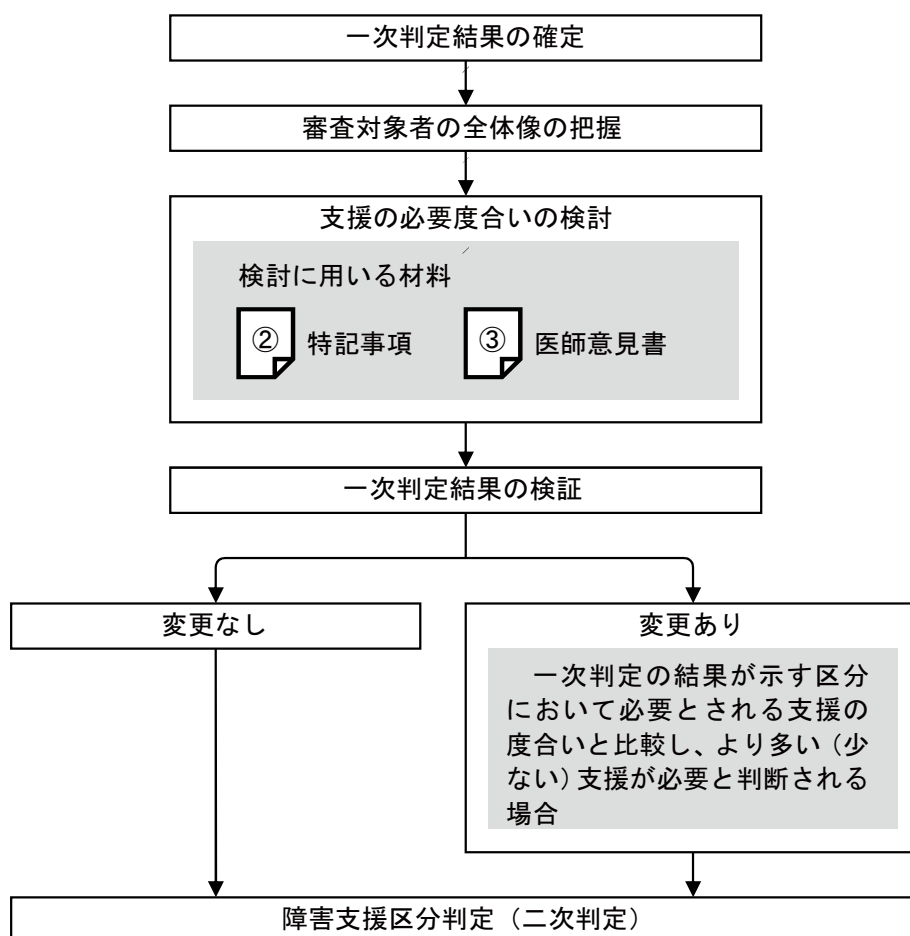 一次判定結果の確定
審査対象者の全体像の把握
支援の必要度合いの検討
検討に用いる材料
② 特記事項 ③ 医師意見書
一次判定結果の検証
変更なし
変更あり
一次判定の結果が示す区分
において必要とされる支援の
度合いと比較し、より多い（少
ない）支援が必要と判断される
場合
障害支援区分判定（二次判定）